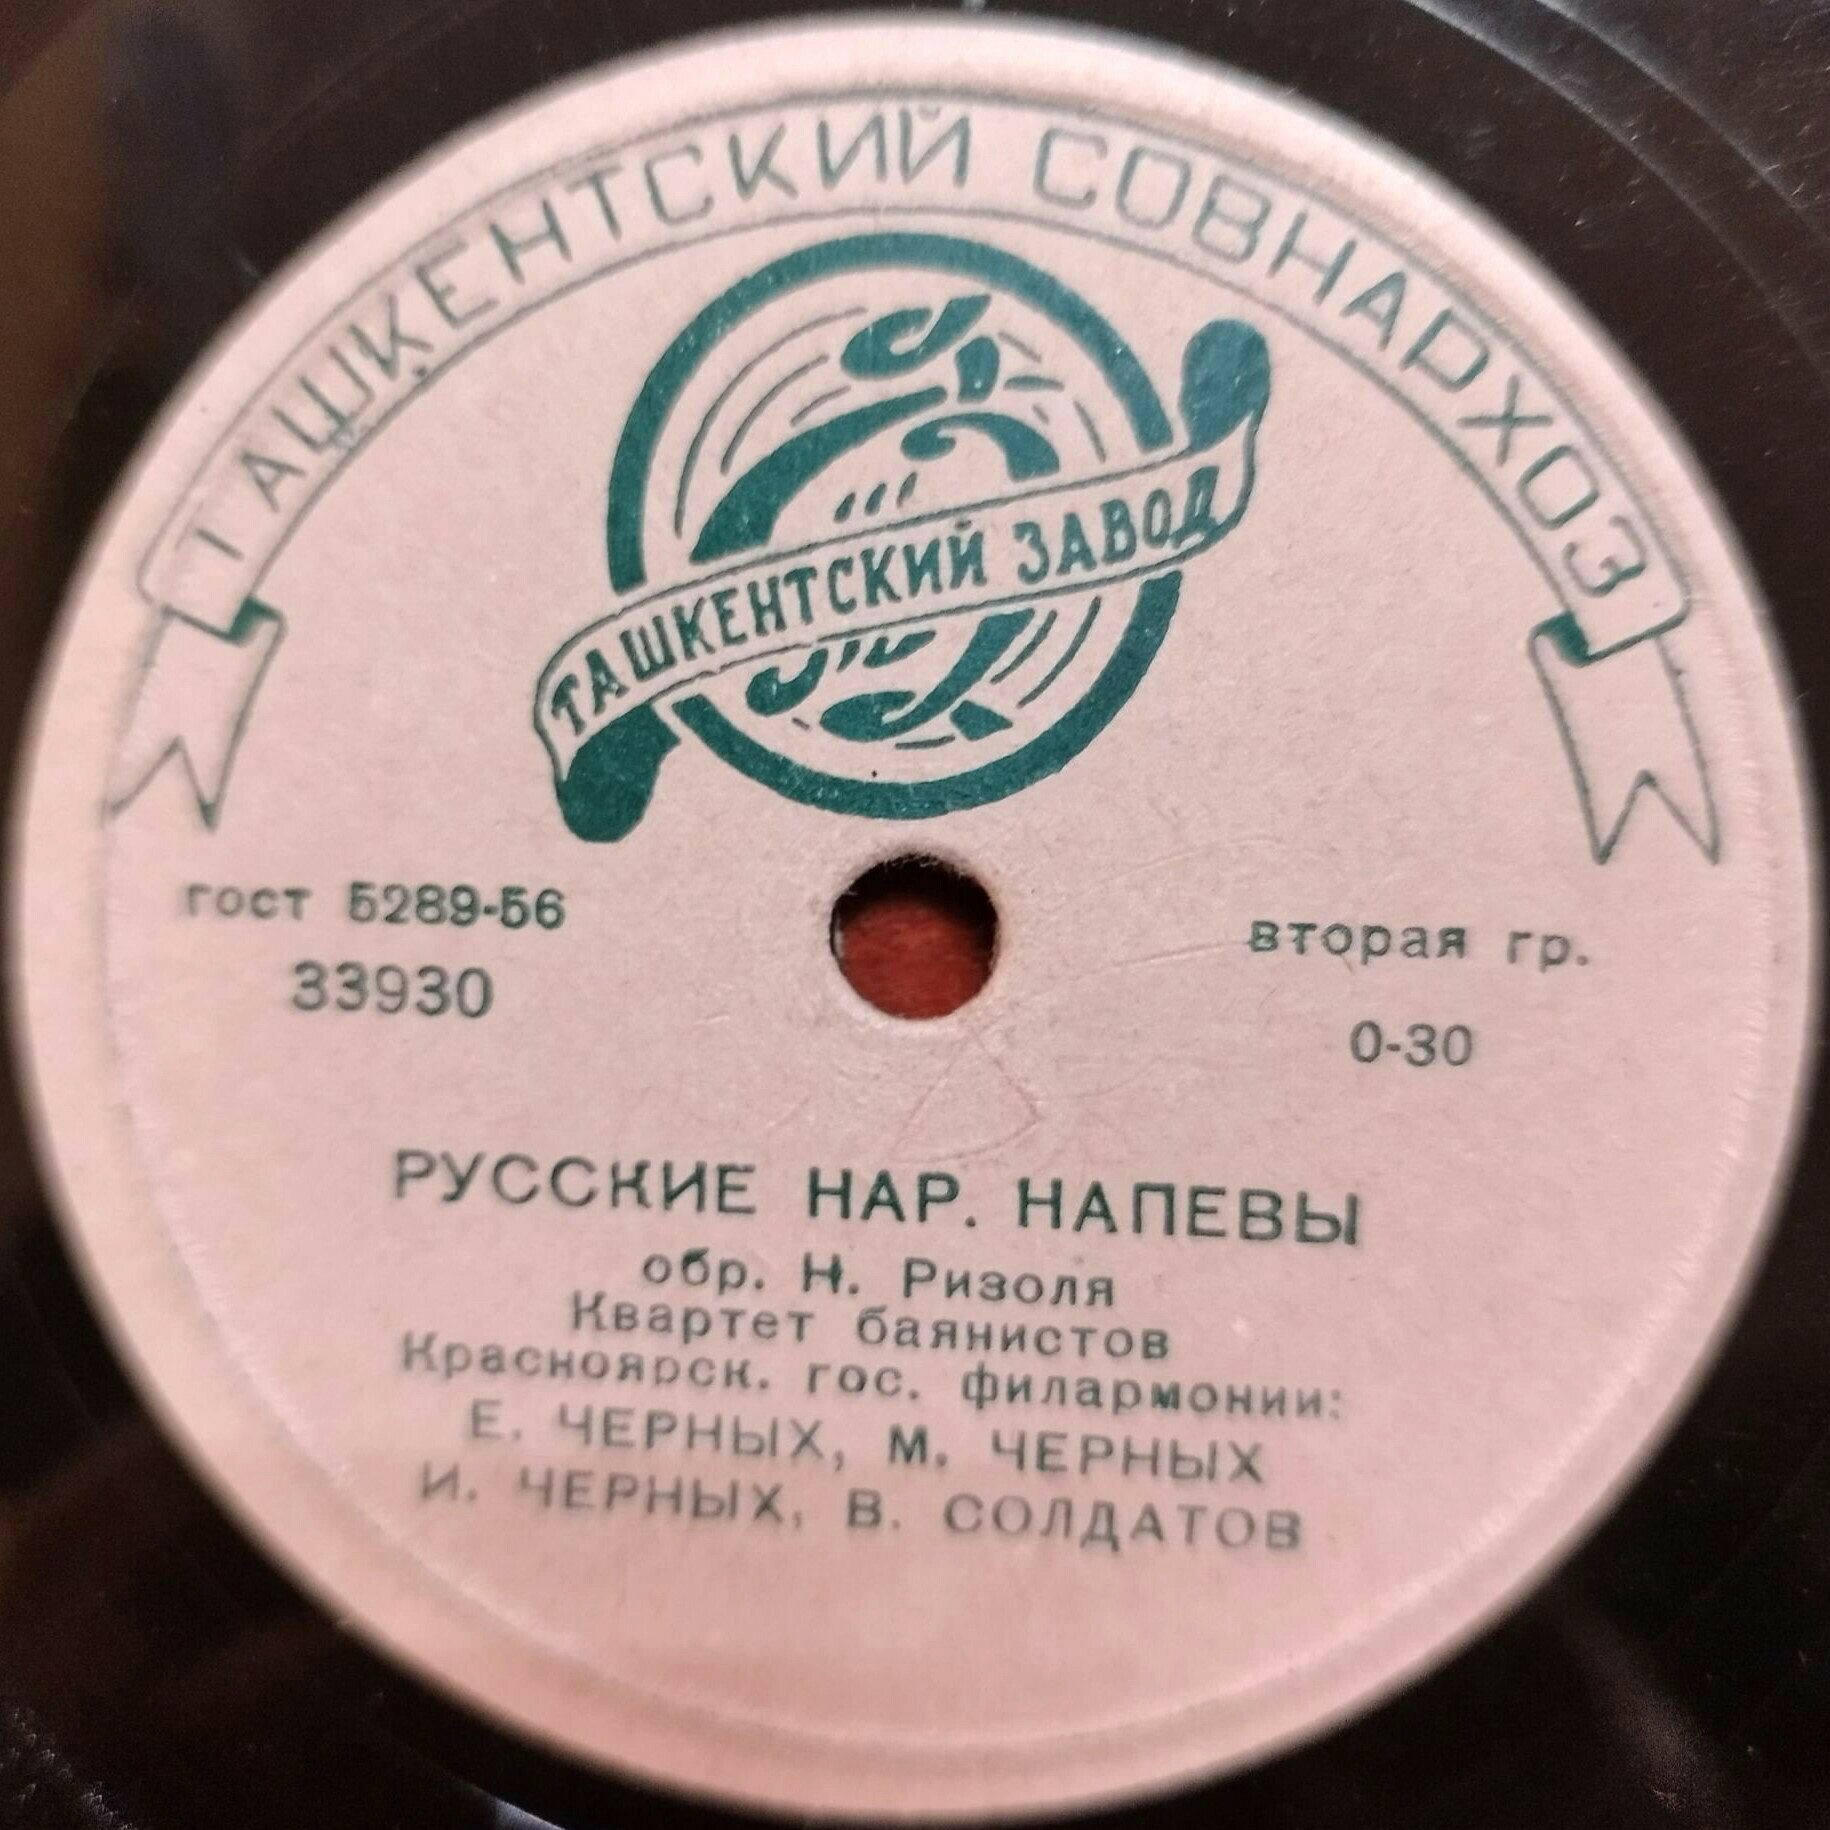 ТАШКЕНТСКИЙ СОВНАРХОЗ
ТАШКЕНТСКИЙ ЗАВОД
гост 5289-56
вторая гр.
33930
0-30
РУССКИЕ НАР. НАПЕВЫ
обр. Н. Ризоля
Квартет баянистов
Красноярск. гос. филармонии:
Е. ЧЕРНЫХ, М. ЧЕРНЫХ
И. ЧЕРНЫХ, В. СОЛДАТОВ